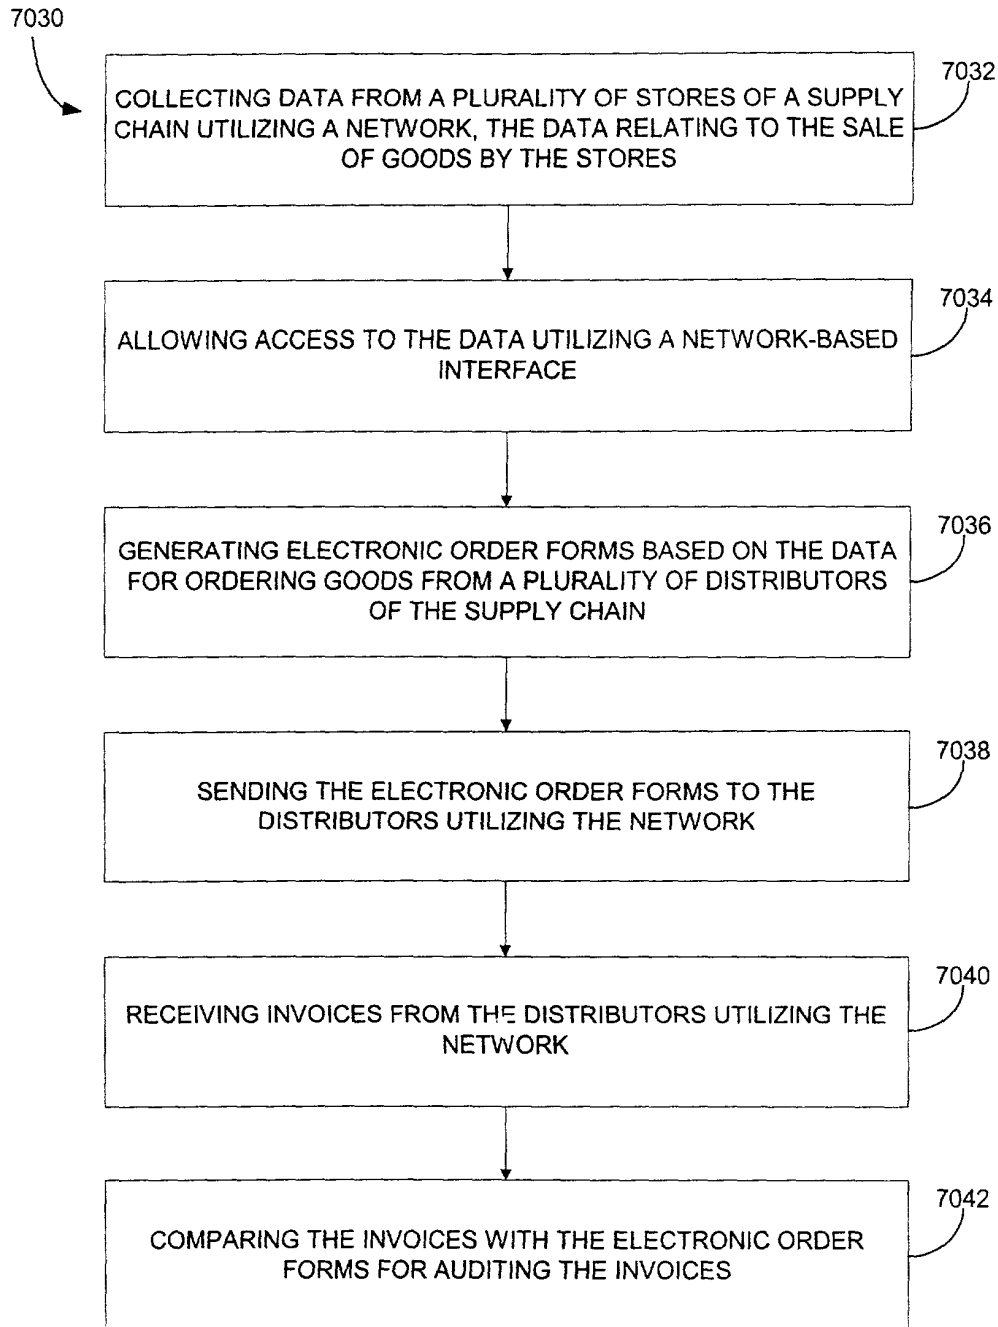 7030
7032
COLLECTING DATA FROM A PLURALITY OF STORES OF A SUPPLY
CHAIN UTILIZING A NETWORK, THE DATA RELATING TO THE SALE
OF GOODS BY THE STORES
7034
ALLOWING ACCESS TO THE DATA UTILIZING A NETWORK-BASED
INTERFACE
7036
GENERATING ELECTRONIC ORDER FORMS BASED ON THE DATA
FOR ORDERING GOODS FROM A PLURALITY OF DISTRIBUTORS
OF THE SUPPLY CHAIN
7038
SENDING THE ELECTRONIC ORDER FORMS TO THE
DISTRIBUTORS UTILIZING THE NETWORK
7040
RECEIVING INVOICES FROM THE DISTRIBUTORS UTILIZING THE
NETWORK
7042
COMPARING THE INVOICES WITH THE ELECTRONIC ORDER
FORMS FOR AUDITING THE INVOICES